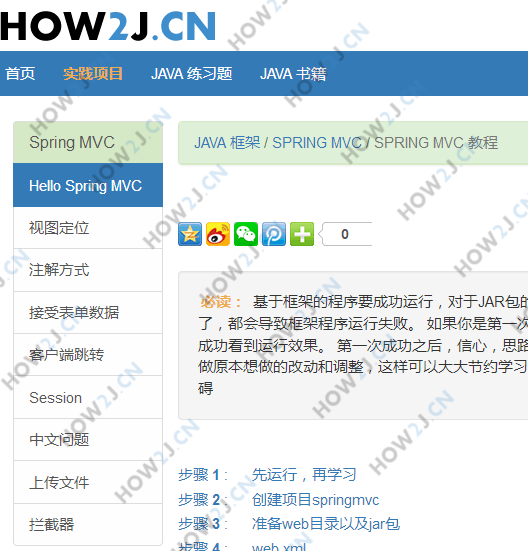 HOW2J.CN
首页 实践项目 JAVA 练习题 JAVA 书籍
Spring MVC
Hello Spring MVC
视图定位
注解方式
接受表单数据
客户端跳转
Session
中文问题
上传文件
拦截器
JAVA 框架 / SPRING MVC / SPRING MVC 教程
0
必读： 基于框架的程序要成功运行，对于JAR包的
了，都会导致框架程序运行失败。 如果你是第一次
成功看到运行效果。 第一次成功之后，信心，思路
做原本想做的改动和调整，这样可以大大节约学习
碍
步骤 1 : 先运行，再学习
步骤 2 : 创建项目springmvc
步骤 3 : 准备web目录以及jar包
步骤 4 : web.xml